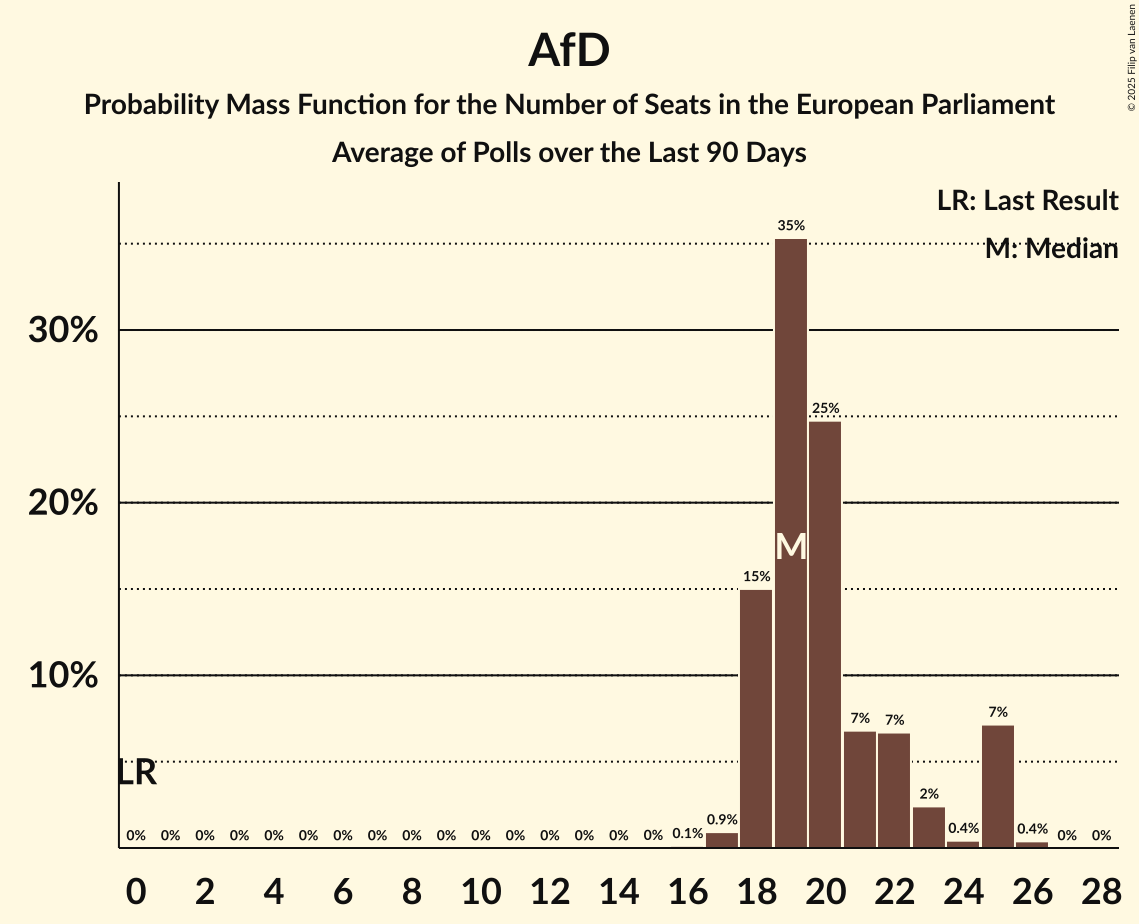 AfD
Probability Mass Function for the Number of Seats in the European Parliament
Average of Polls over the Last 90 Days
© 2025 Filip van Laenen
LR: Last Result
M: Median
30%
20%
10%
35%
25%
15%
7%
7%
2%
7%
0% 0% 0% 0% 0% 0% 0% 0% 0% 0% 0% 0% 0% 0% 0% 0% 0.1% 0.9% 0.4% 0.4% 0% 0%
M
LR
0 2 4 6 8 10 12 14 16 18 20 22 24 26 28